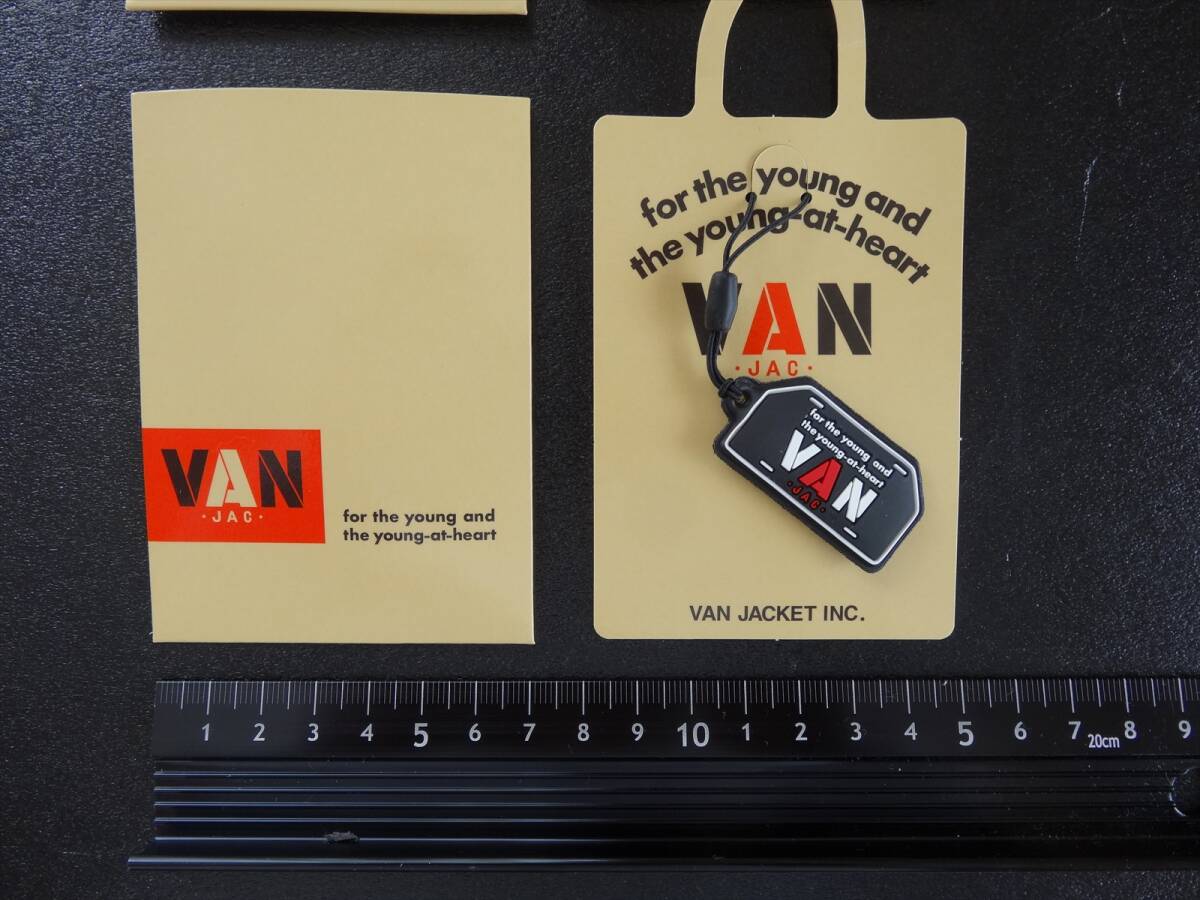 VAN
·JAC·
for the young and
the young-at-heart
for the young and
the young-at-heart
VAN
·JAC·
for the young and
the young-at-heart
VAN
·JAC·
VAN JACKET INC.
1 2 3 4 5 6 7 8 9 10 1 2 3 4 5 6 7 8 9
20cm